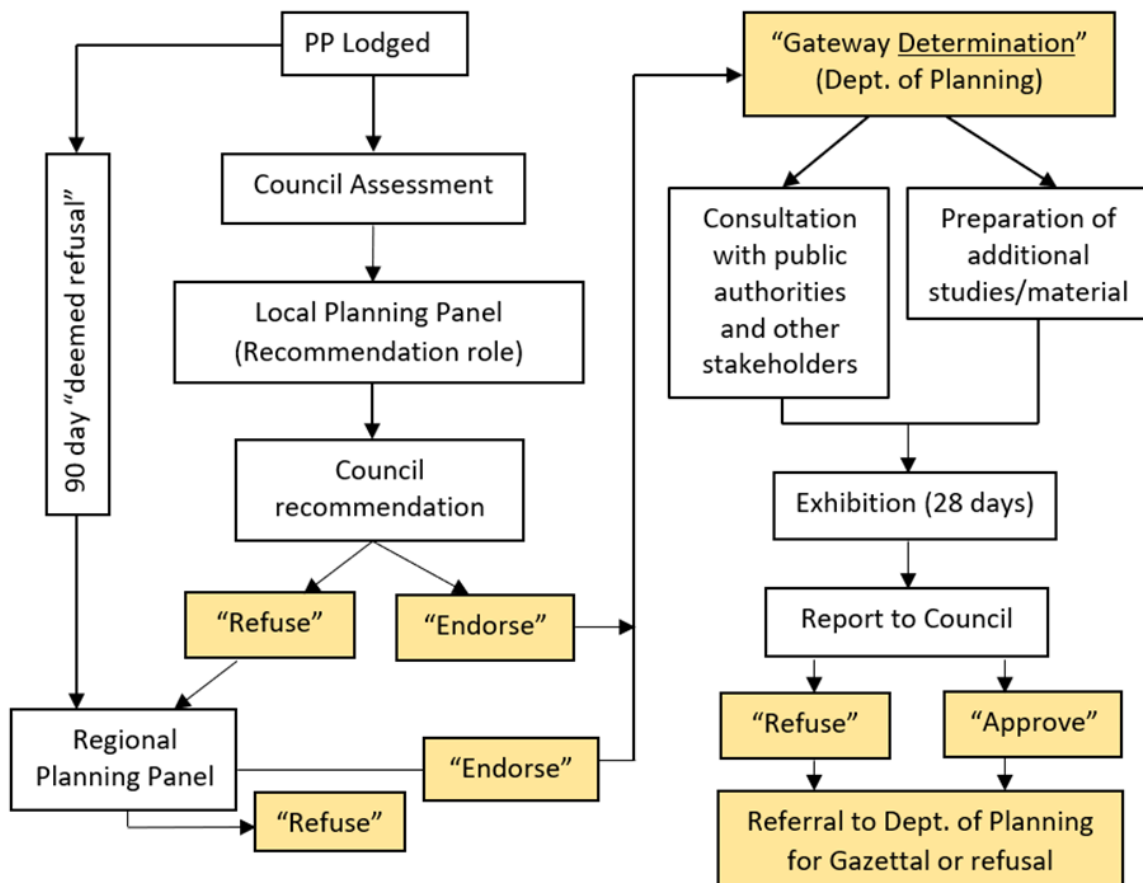 PP Lodged
90 day “deemed refusal”
Council Assessment
Local Planning Panel
(Recommendation role)
Council
recommendation
“Refuse”
“Endorse”
Regional
Planning Panel
“Endorse”
“Refuse”
“Gateway Determination”
(Dept. of Planning)
Consultation
with public
authorities
and other
stakeholders
Preparation of
additional
studies/material
Exhibition (28 days)
Report to Council
“Refuse”
“Approve”
Referral to Dept. of Planning
for Gazettal or refusal